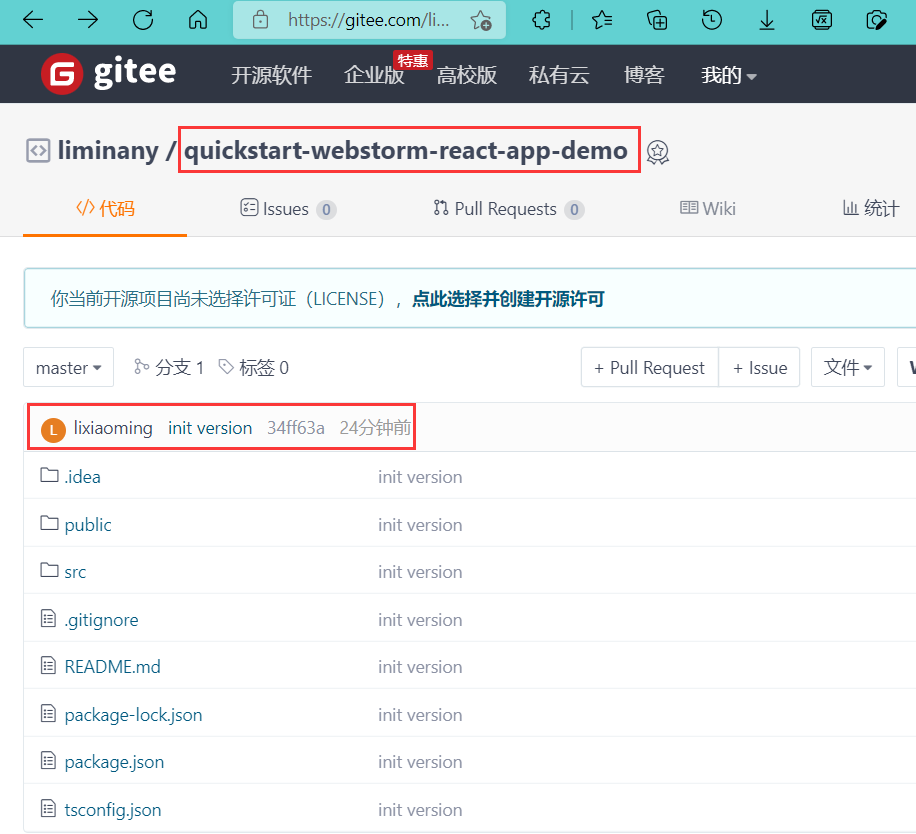 https://gitee.com/li...
gitee 开源软件 企业版 特惠 高校版 私有云 博客 我的
liminany / quickstart-webstorm-react-app-demo
代码 Issues 0 Pull Requests 0 Wiki 统计
你当前开源项目尚未选择许可证（LICENSE），点此选择并创建开源许可
master 分支 1 标签 0 + Pull Request + Issue 文件
L lixiaoming init version 34ff63a 24分钟前
.idea init version
public init version
src init version
.gitignore init version
README.md init version
package-lock.json init version
package.json init version
tsconfig.json init version